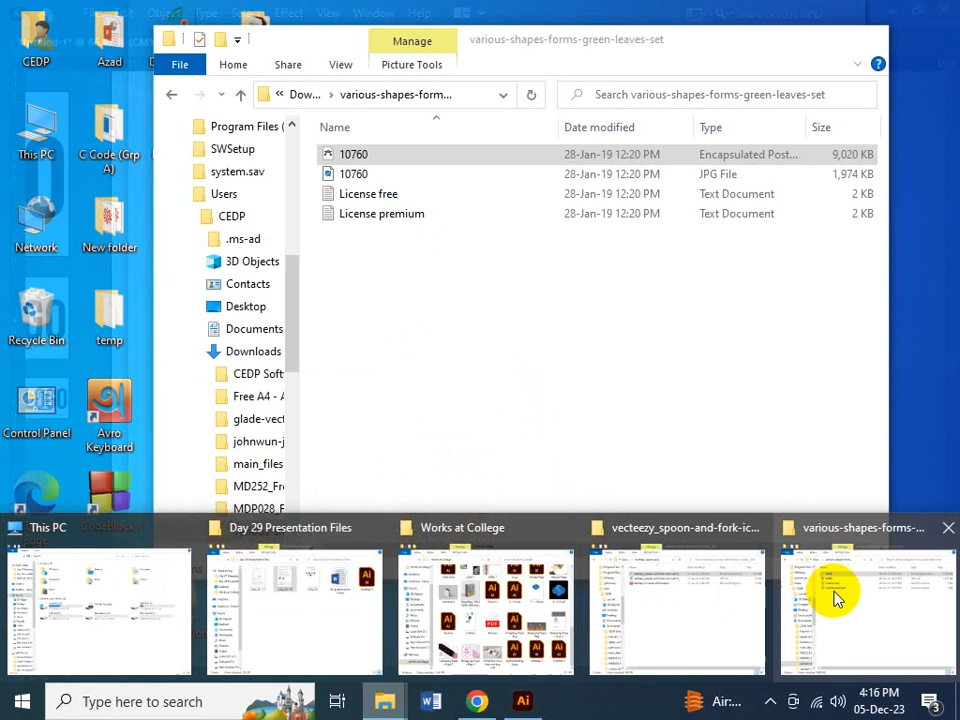 CEDP
Azad
This PC
C Code (Grp
A)
Network
New folder
Recycle Bin
temp
Control Panel
Avro
Keyboard
Manage
various-shapes-forms-green-leaves-set
File
Home
Share
View
Picture Tools
« Dow... › various-shapes-form...
Search various-shapes-forms-green-leaves-set
Program Files (
SWSetup
system.sav
Users
CEDP
.ms-ad
3D Objects
Contacts
Desktop
Documents
Downloads
CEDP Soft
Free A4 - A
glade-vect
johnwun-j
main_files
MD252_Fre
MDP028_F
Name
Date modified
Type
Size
10760 28-Jan-19 12:20 PM Encapsulated Post... 9,020 KB
10760 28-Jan-19 12:20 PM JPG File 1,974 KB
License free 28-Jan-19 12:20 PM Text Document 2 KB
License premium 28-Jan-19 12:20 PM Text Document 2 KB
This PC
Day 29 Presentation Files
Works at College
vecteezy_spoon-and-fork-ic...
various-shapes-forms-...
Type here to search
Air:...
4:16 PM
05-Dec-23
3